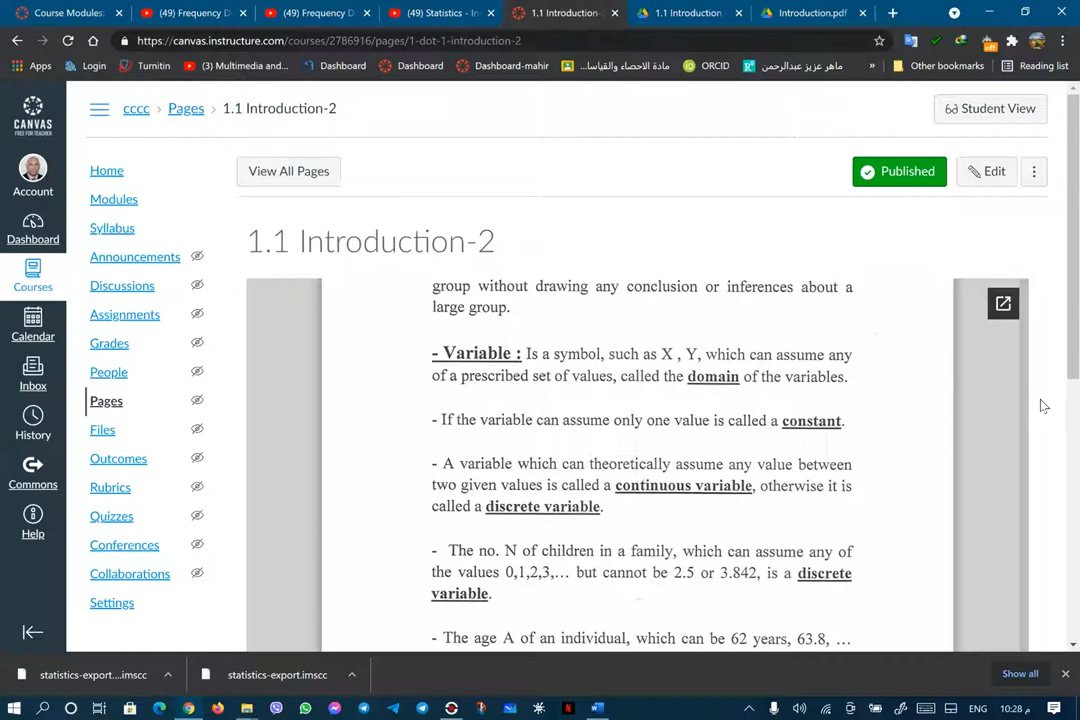 Course Modules:
(49) Frequency D
(49) Frequency D
(49) Statistics - In
1.1 Introduction-
1.1 Introduction
Introduction.pdf
https://canvas.instructure.com/courses/2786916/pages/1-dot-1-introduction-2
off
Apps
Login
Turnitin
(3) Multimedia and...
Dashboard
Dashboard
Dashboard-mahir
مادة الاحصاء والقياسا...
ORCID
ماهر عزيز عبدالرحمن
»
Other bookmarks
Reading list
CANVAS
FREE FOR TEACHER
Account
Dashboard
Courses
Calendar
Inbox
History
Commons
Help
cccc > Pages > 1.1 Introduction-2
Student View
Home
Modules
Syllabus
Announcements
Discussions
Assignments
Grades
People
Pages
Files
Outcomes
Rubrics
Quizzes
Conferences
Collaborations
Settings
View All Pages
Published
Edit
1.1 Introduction-2
group without drawing any conclusion or inferences about a
large group.
- Variable : Is a symbol, such as X , Y, which can assume any
of a prescribed set of values, called the domain of the variables.
- If the variable can assume only one value is called a constant.
- A variable which can theoretically assume any value between
two given values is called a continuous variable, otherwise it is
called a discrete variable.
- The no. N of children in a family, which can assume any of
the values 0,1,2,3,... but cannot be 2.5 or 3.842, is a discrete
variable.
- The age A of an individual, which can be 62 years, 63.8, ...
statistics-export....imscc
statistics-export.imscc
Show all
ENG
10:28 م